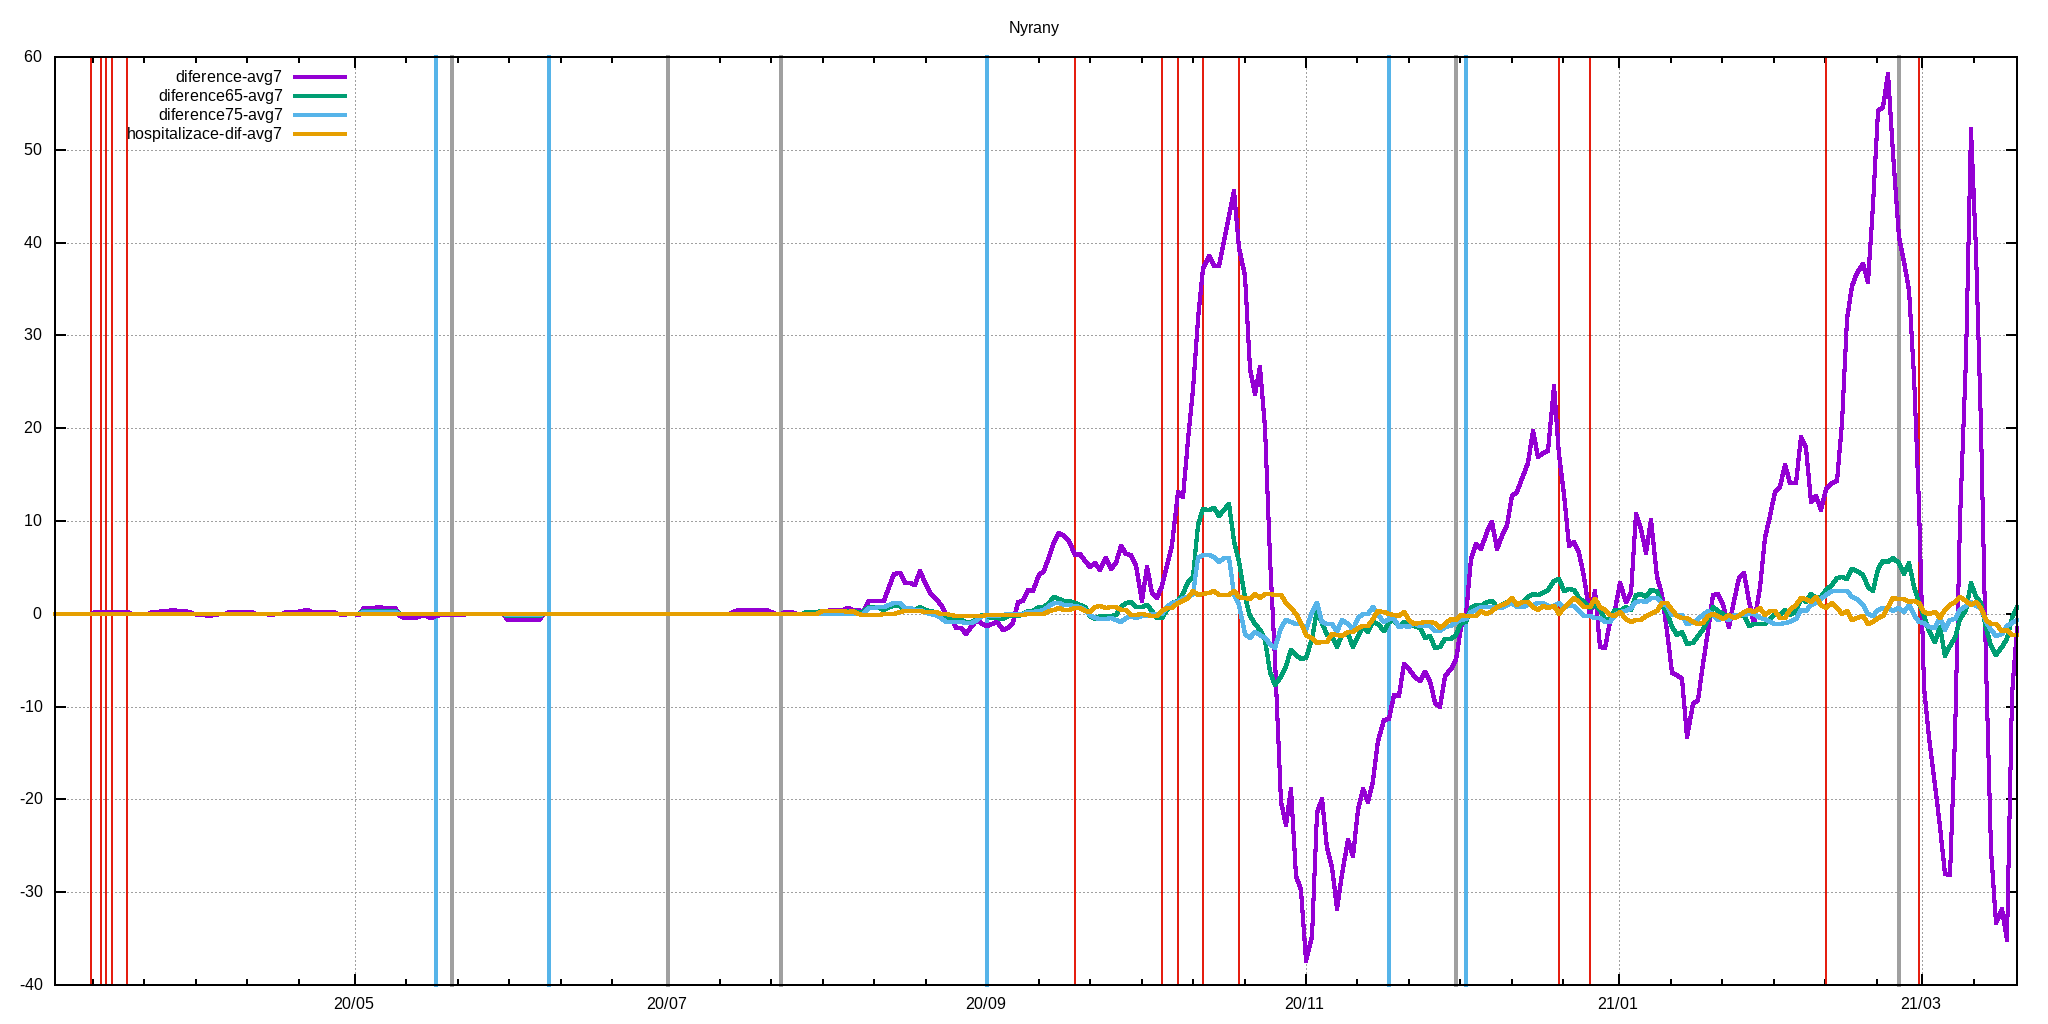 Nyrany
60
50
40
30
20
10
0
-10
-20
-30
-40
diference-avg7
diference65-avg7
diference75-avg7
hospitalizace-dif-avg7
20/05 20/07 20/09 20/11 21/01 21/03